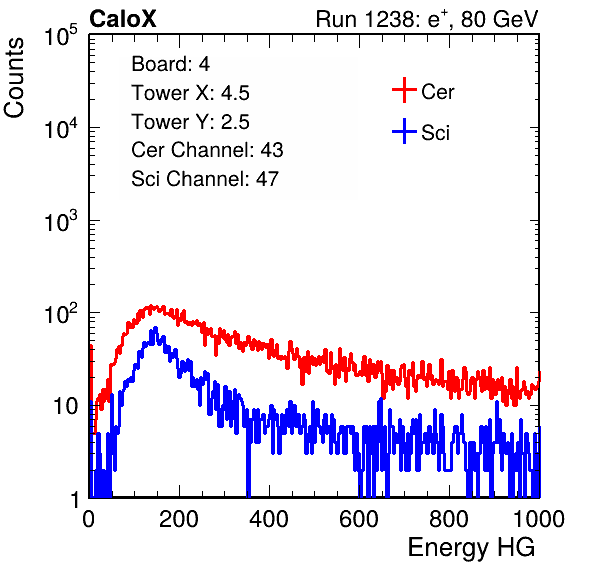 CaloX Run 1238: e⁺, 80 GeV
Counts
10⁵
10⁴
10³
10²
10
1
Board: 4
Tower X: 4.5
Tower Y: 2.5
Cer Channel: 43
Sci Channel: 47
Cer
Sci
0 200 400 600 800 1000
Energy HG